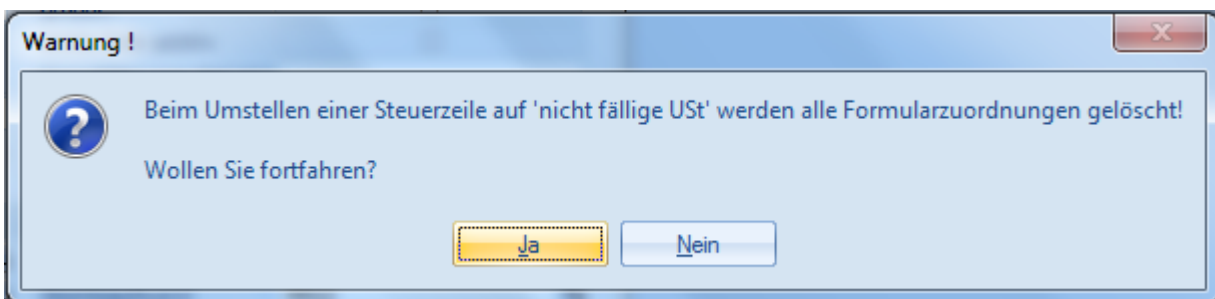 Warnung !
Beim Umstellen einer Steuerzeile auf 'nicht fällige USt' werden alle Formularzuordnungen gelöscht!
Wollen Sie fortfahren?
Ja
Nein